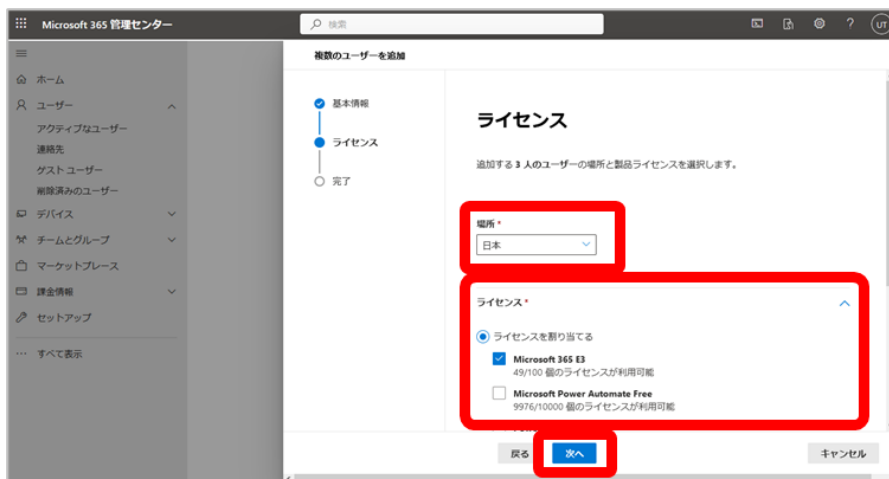 Microsoft 365 管理センター
検索
?
UT
ホーム
ユーザー
アクティブなユーザー
連絡先
ゲスト ユーザー
削除済みのユーザー
デバイス
チームとグループ
マーケットプレース
課金情報
セットアップ
… すべて表示
複数のユーザーを追加
基本情報
ライセンス
完了
ライセンス
追加する 3 人のユーザーの場所と製品ライセンスを選択します。
場所 *
日本
ライセンス *
ライセンスを割り当てる
Microsoft 365 E3
49/100 個のライセンスが利用可能
Microsoft Power Automate Free
9976/10000 個のライセンスが利用可能
戻る
次へ
キャンセル